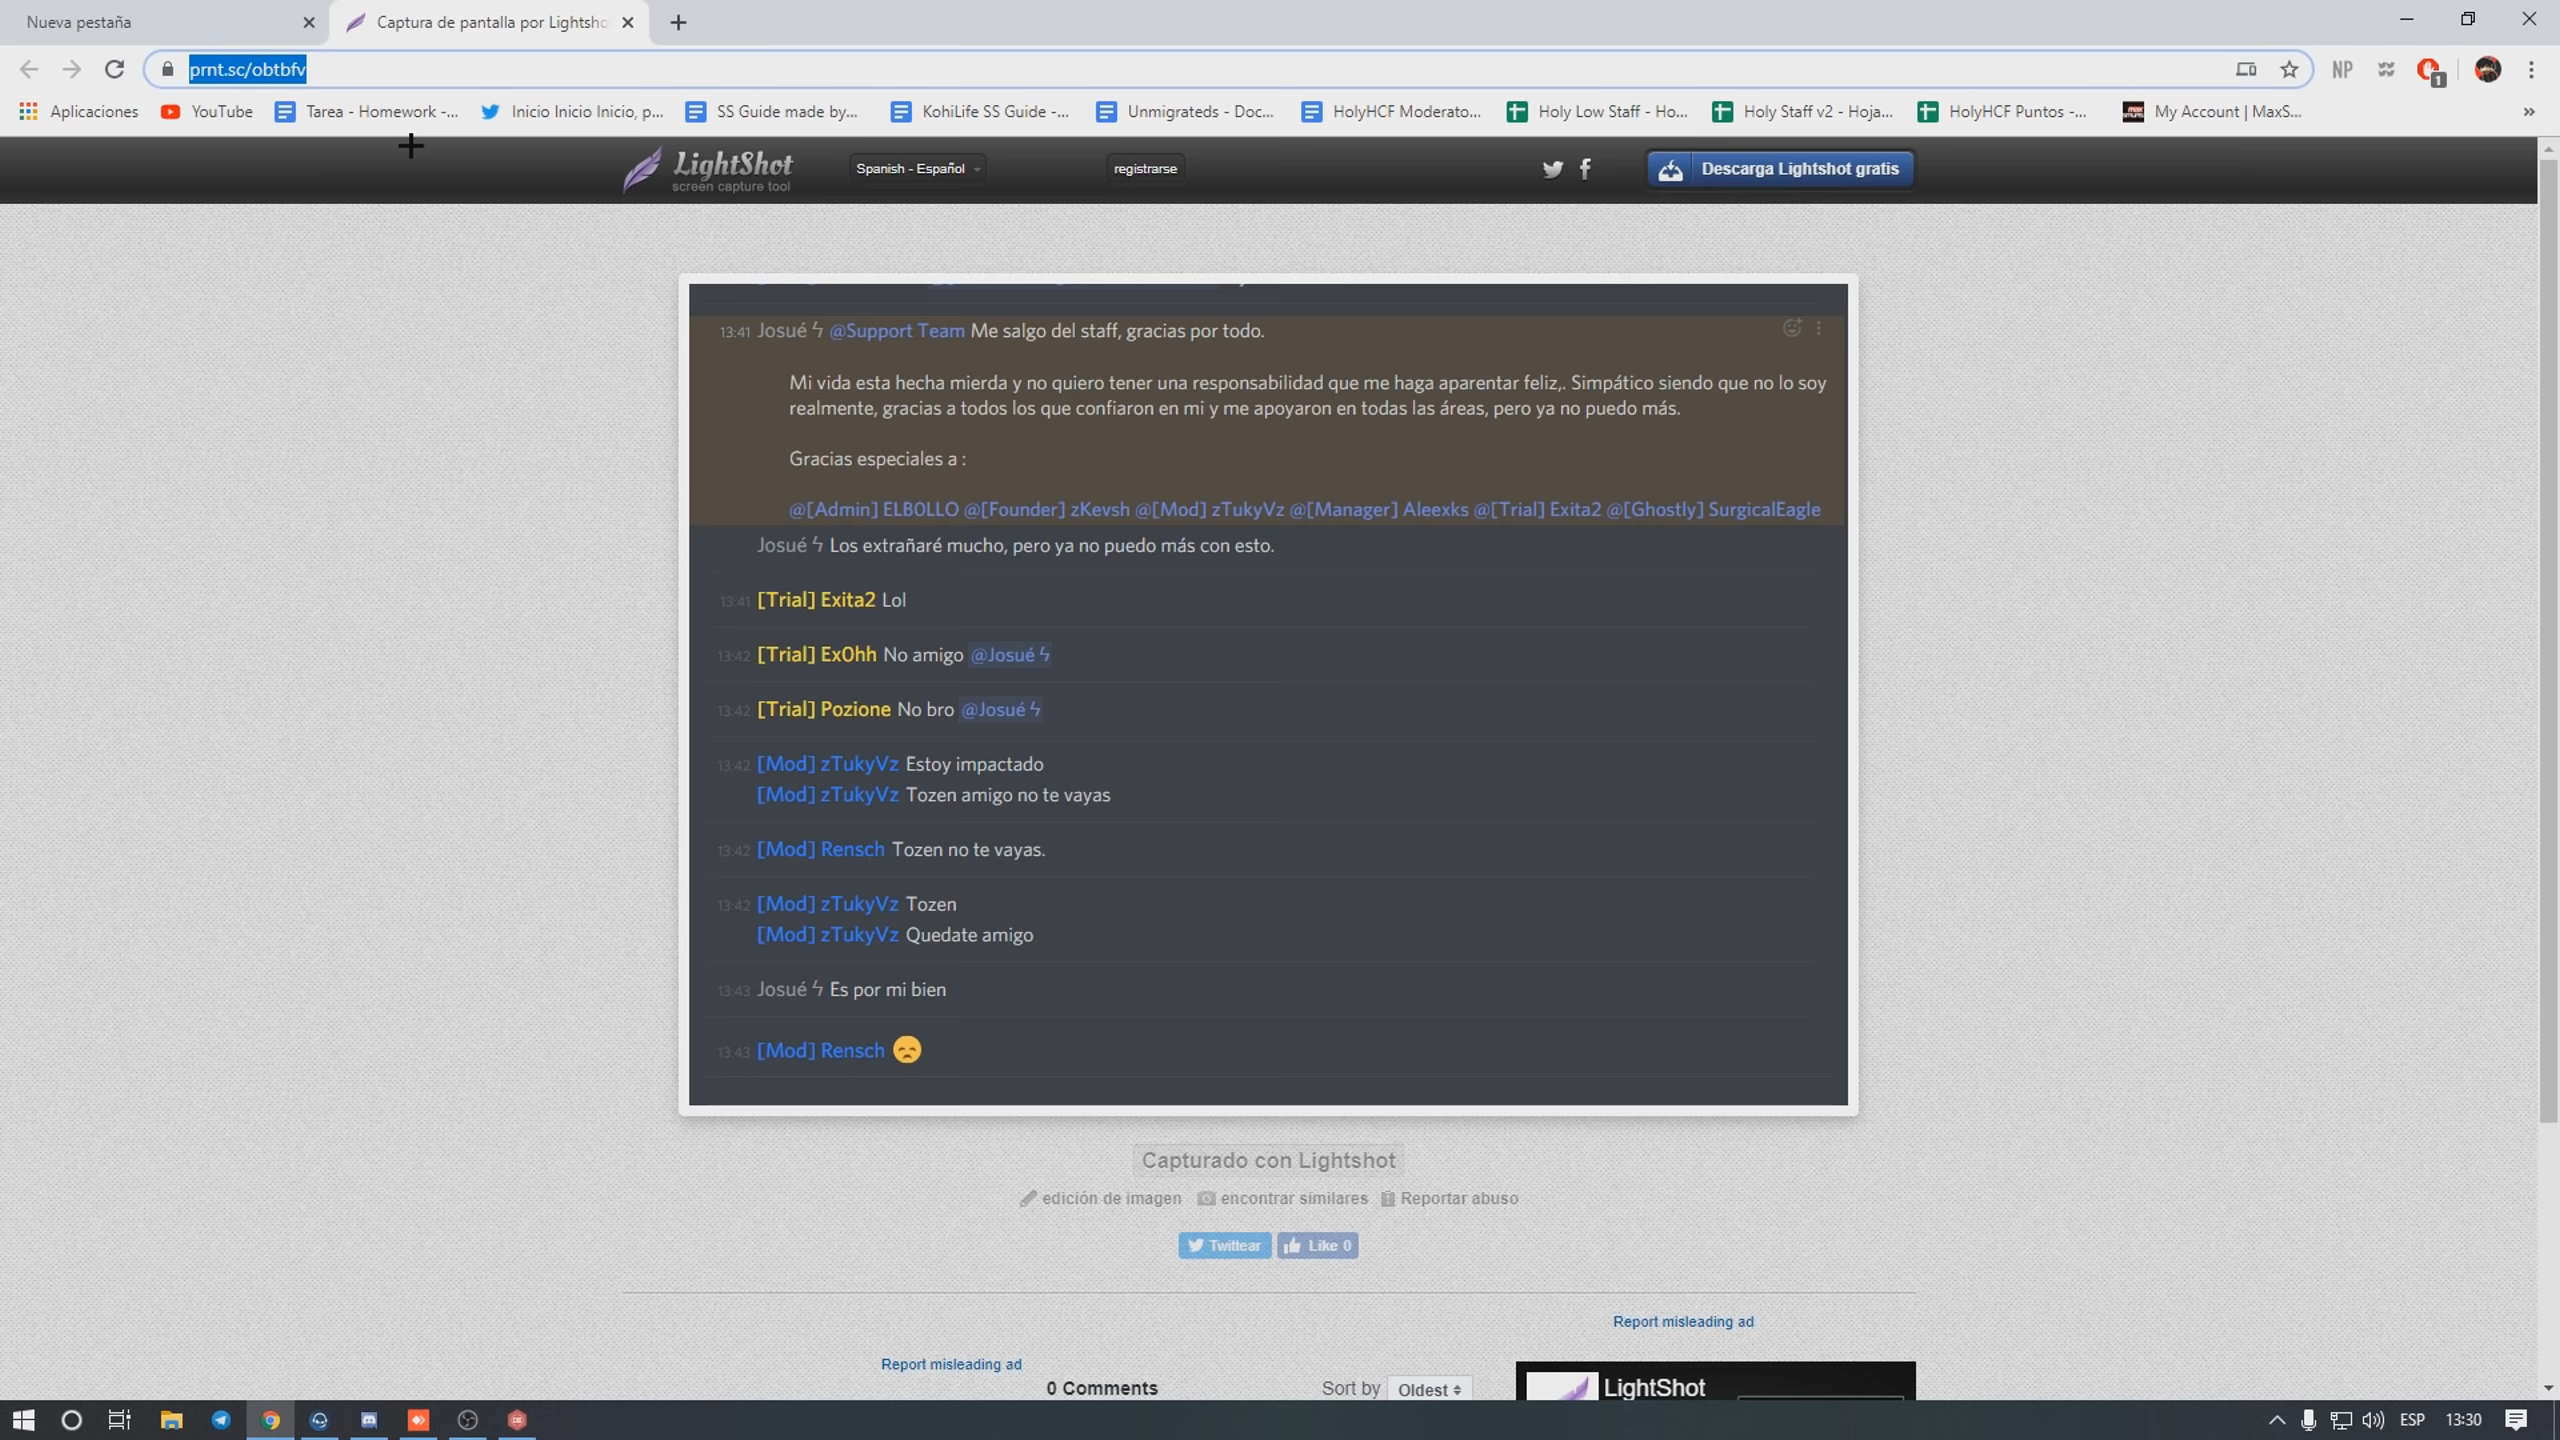 Nueva pestaña
Captura de pantalla por Lightsho
prnt.sc/obtbfv
NP
1
Aplicaciones
YouTube
Tarea - Homework -...
Inicio Inicio Inicio, p...
SS Guide made by...
KohiLife SS Guide -...
Unmigrateds - Doc...
HolyHCF Moderato...
Holy Low Staff - Ho...
Holy Staff v2 - Hoja...
HolyHCF Puntos -...
My Account | MaxS...
LightShot
screen capture tool
Spanish - Español
registrarse
Descarga Lightshot gratis
13:41 Josué ϟ @Support Team Me salgo del staff, gracias por todo.
Mi vida esta hecha mierda y no quiero tener una responsabilidad que me haga aparentar feliz,. Simpático siendo que no lo soy
realmente, gracias a todos los que confiaron en mi y me apoyaron en todas las áreas, pero ya no puedo más.
Gracias especiales a :
@[Admin] ELB0LLO @[Founder] zKevsh @[Mod] zTukyVz @[Manager] Aleexks @[Trial] Exita2 @[Ghostly] SurgicalEagle
Josué ϟ Los extrañaré mucho, pero ya no puedo más con esto.
13:41 [Trial] Exita2 Lol
13:42 [Trial] Ex0hh No amigo @Josué ϟ
13:42 [Trial] Pozione No bro @Josué ϟ
13:42 [Mod] zTukyVz Estoy impactado
[Mod] zTukyVz Tozen amigo no te vayas
13:42 [Mod] Rensch Tozen no te vayas.
13:42 [Mod] zTukyVz Tozen
[Mod] zTukyVz Quedate amigo
13:43 Josué ϟ Es por mi bien
13:43 [Mod] Rensch 😞
Capturado con Lightshot
edición de imagen
encontrar similares
Reportar abuso
Twittear
Like 0
Report misleading ad
Report misleading ad
0 Comments
Sort by
Oldest
LightShot
ESP
13:30